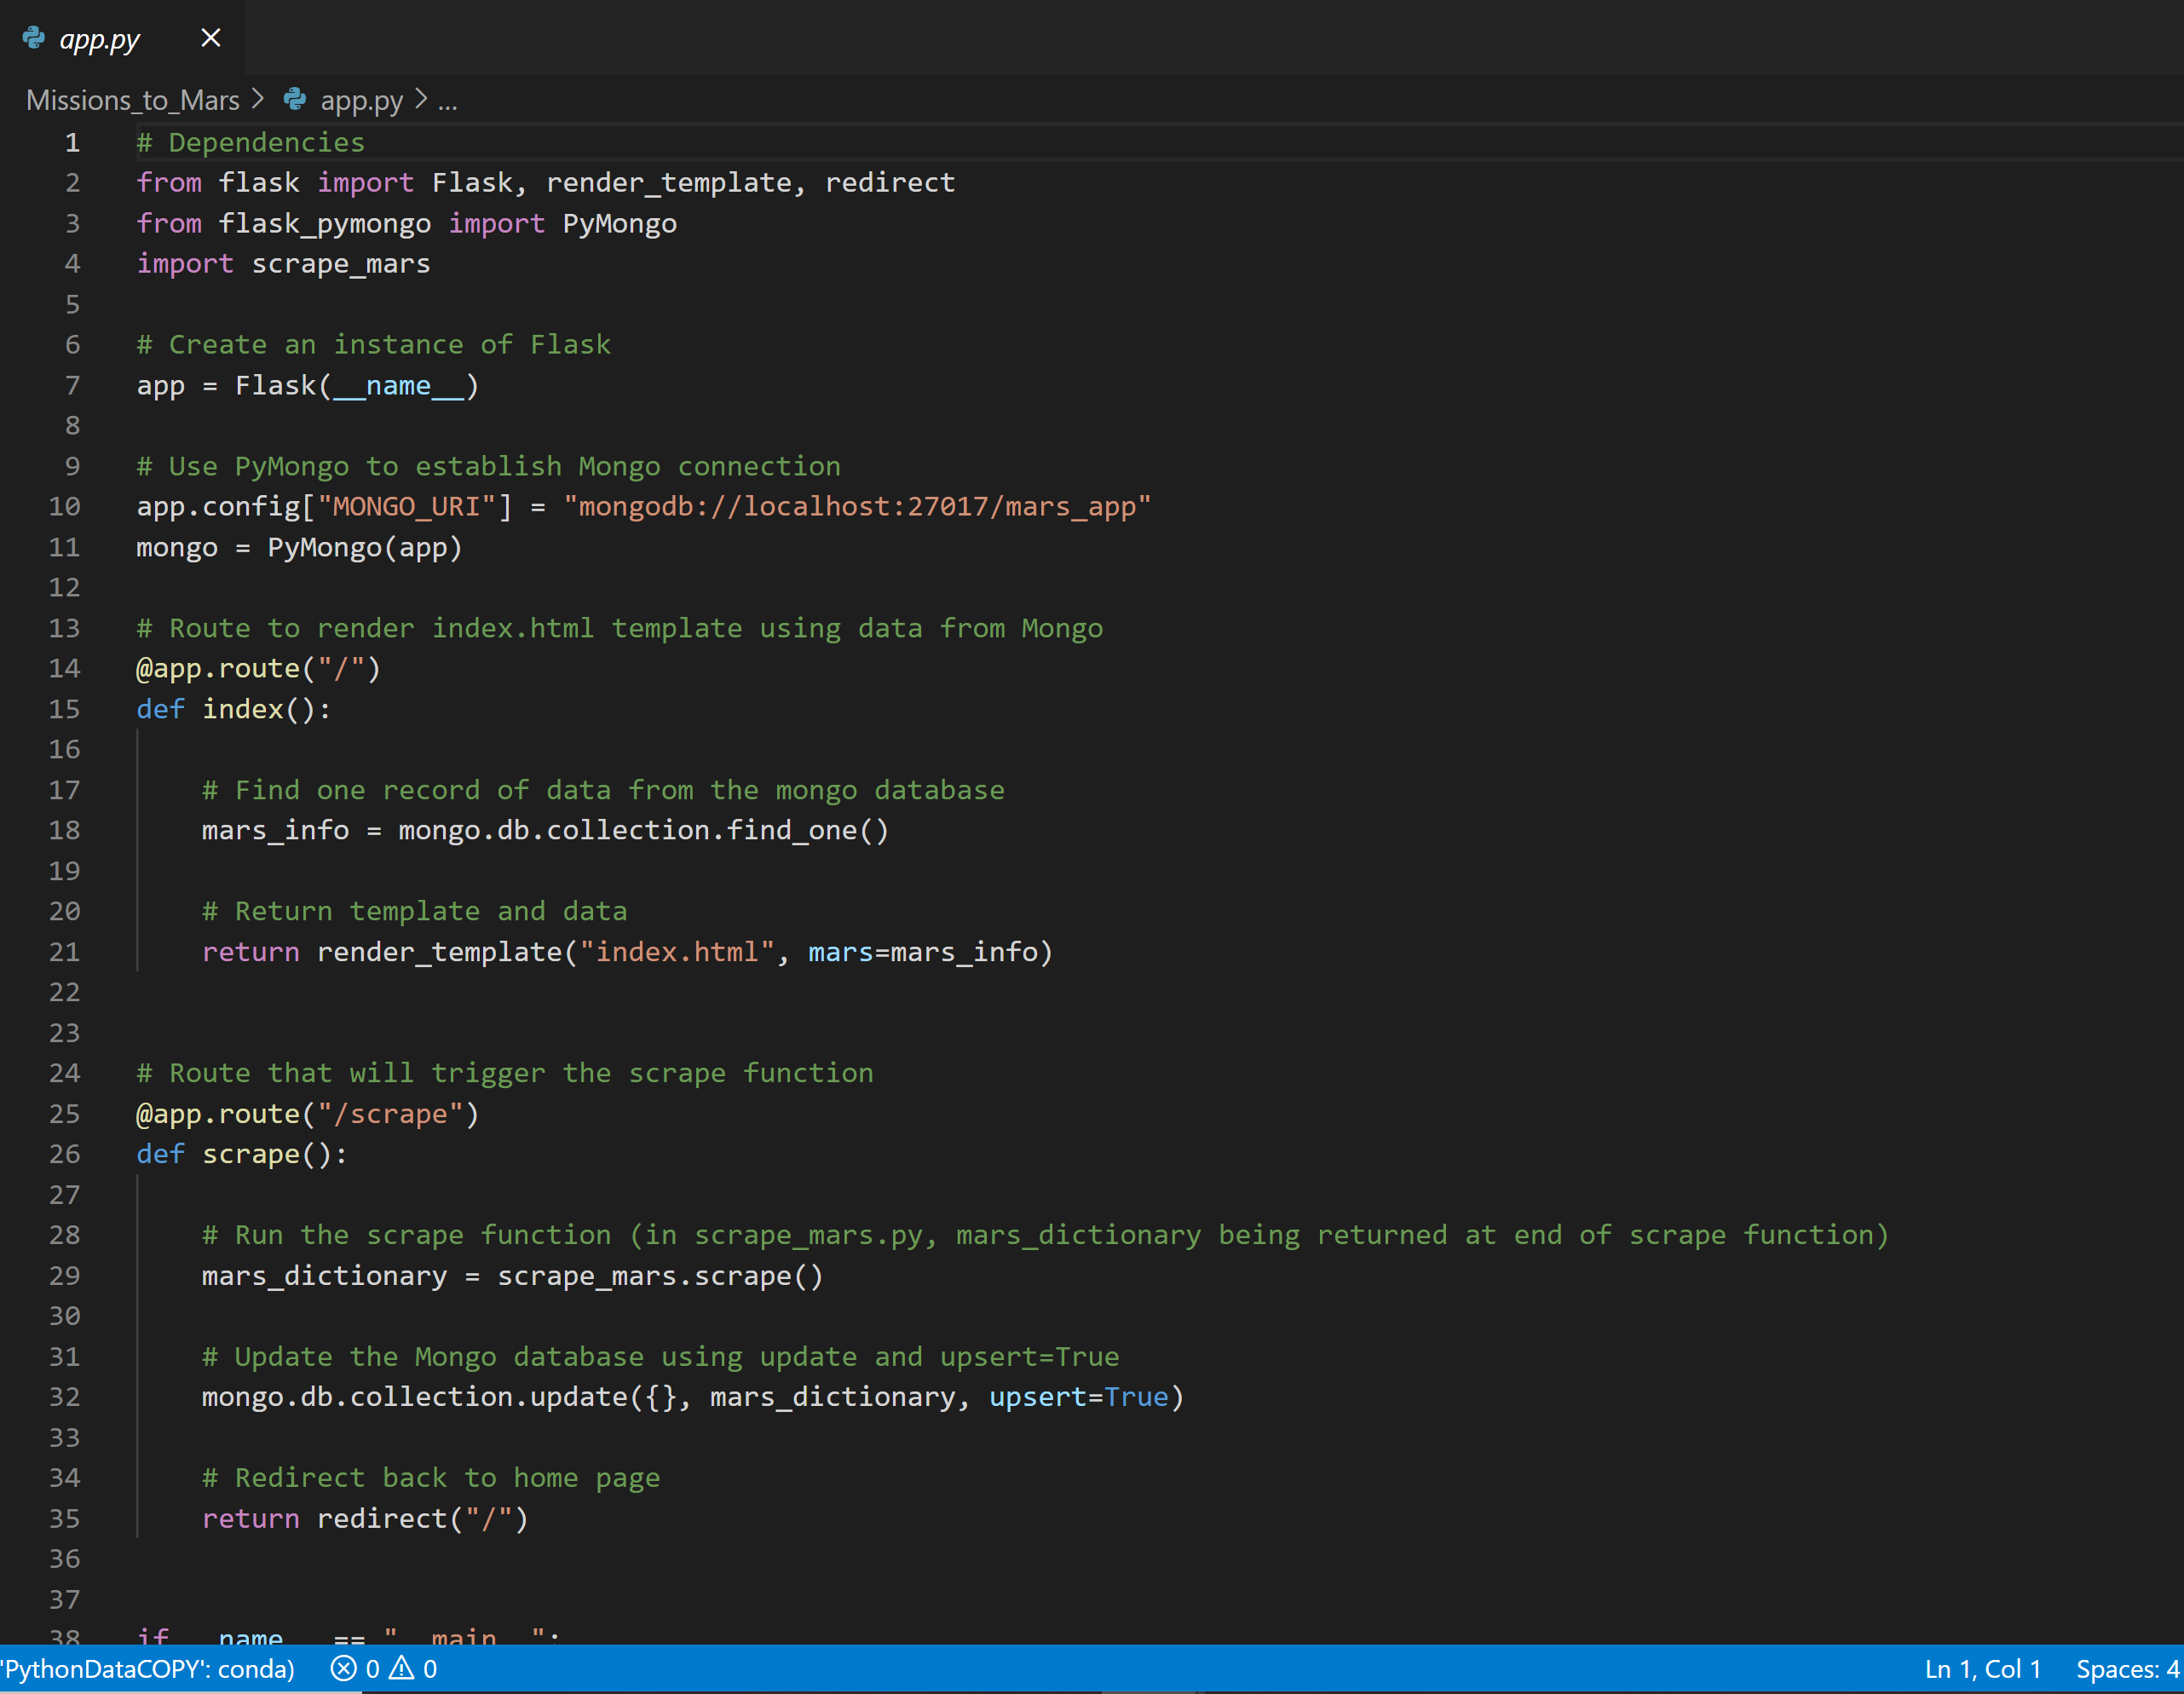 app.py
Missions_to_Mars > app.py > ...
1 # Dependencies
2 from flask import Flask, render_template, redirect
3 from flask_pymongo import PyMongo
4 import scrape_mars
5
6 # Create an instance of Flask
7 app = Flask(__name__)
8
9 # Use PyMongo to establish Mongo connection
10 app.config["MONGO_URI"] = "mongodb://localhost:27017/mars_app"
11 mongo = PyMongo(app)
12
13 # Route to render index.html template using data from Mongo
14 @app.route("/")
15 def index():
16
17     # Find one record of data from the mongo database
18     mars_info = mongo.db.collection.find_one()
19
20     # Return template and data
21     return render_template("index.html", mars=mars_info)
22
23
24 # Route that will trigger the scrape function
25 @app.route("/scrape")
26 def scrape():
27
28     # Run the scrape function (in scrape_mars.py, mars_dictionary being returned at end of scrape function)
29     mars_dictionary = scrape_mars.scrape()
30
31     # Update the Mongo database using update and upsert=True
32     mongo.db.collection.update({}, mars_dictionary, upsert=True)
33
34     # Redirect back to home page
35     return redirect("/")
36
37
38 if __name__ == "__main__":
'PythonDataCOPY': conda) 0 0 Ln 1, Col 1 Spaces: 4